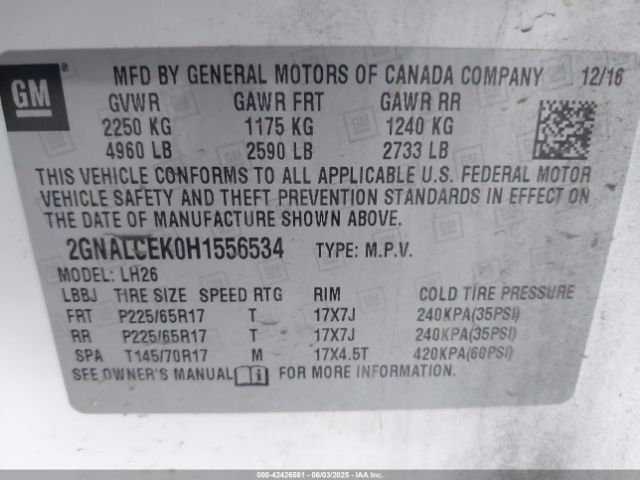 GM ®
MFD BY GENERAL MOTORS OF CANADA COMPANY 12/16
GVWR GAWR FRT GAWR RR
2250 KG 1175 KG 1240 KG
4960 LB 2590 LB 2733 LB
THIS VEHICLE CONFORMS TO ALL APPLICABLE U.S. FEDERAL MOTOR
VEHICLE SAFETY AND THEFT PREVENTION STANDARDS IN EFFECT ON
THE DATE OF MANUFACTURE SHOWN ABOVE.
2GNALCEK0H1556534 TYPE: M.P.V.
MODEL: LH26
LBBJ TIRE SIZE SPEED RTG RIM COLD TIRE PRESSURE
FRT P225/65R17 T 17X7J 240KPA(35PSI)
RR P225/65R17 T 17X7J 240KPA(35PSI)
SPA T145/70R17 M 17X4.5T 420KPA(60PSI)
SEE OWNER'S MANUAL FOR MORE INFORMATION.
000-42426561 - 06/03/2025 - IAAI.COM